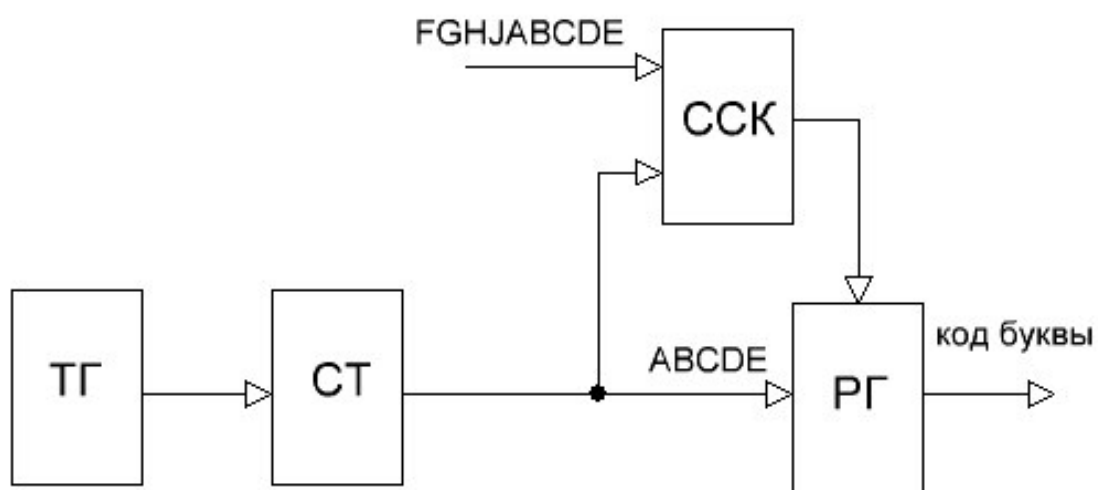 FGHJABCDE
ССК
код буквы
ABCDE
ТГ
СТ
РГ